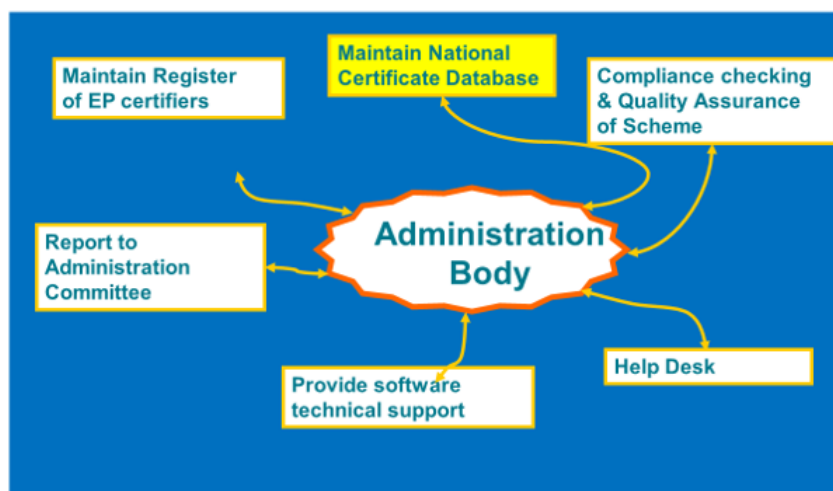 Maintain Register
of EP certifiers
Maintain National
Certificate Database
Compliance checking
& Quality Assurance
of Scheme
Administration
Body
Report to
Administration
Committee
Provide software
technical support
Help Desk